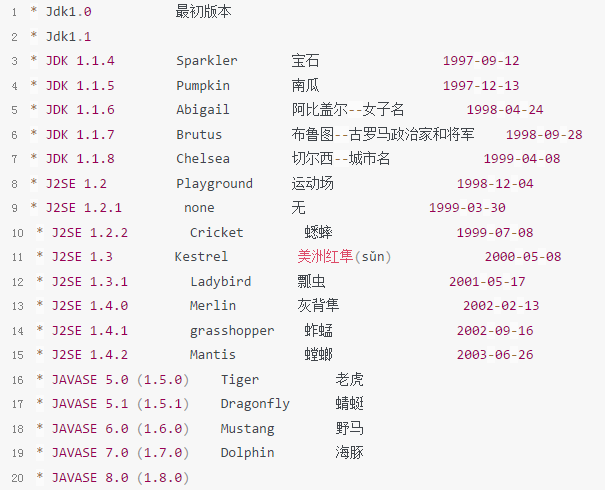 1 * Jdk1.0 最初版本
2 * Jdk1.1
3 * JDK 1.1.4 Sparkler 宝石 1997-09-12
4 * JDK 1.1.5 Pumpkin 南瓜 1997-12-13
5 * JDK 1.1.6 Abigail 阿比盖尔--女子名 1998-04-24
6 * JDK 1.1.7 Brutus 布鲁图--古罗马政治家和将军 1998-09-28
7 * JDK 1.1.8 Chelsea 切尔西--城市名 1999-04-08
8 * J2SE 1.2 Playground 运动场 1998-12-04
9 * J2SE 1.2.1 none 无 1999-03-30
10 * J2SE 1.2.2 Cricket 蟋蟀 1999-07-08
11 * J2SE 1.3 Kestrel 美洲红隼(sǔn) 2000-05-08
12 * J2SE 1.3.1 Ladybird 瓢虫 2001-05-17
13 * J2SE 1.4.0 Merlin 灰背隼 2002-02-13
14 * J2SE 1.4.1 grasshopper 蚱蜢 2002-09-16
15 * J2SE 1.4.2 Mantis 螳螂 2003-06-26
16 * JAVASE 5.0 (1.5.0) Tiger 老虎
17 * JAVASE 5.1 (1.5.1) Dragonfly 蜻蜓
18 * JAVASE 6.0 (1.6.0) Mustang 野马
19 * JAVASE 7.0 (1.7.0) Dolphin 海豚
20 * JAVASE 8.0 (1.8.0)